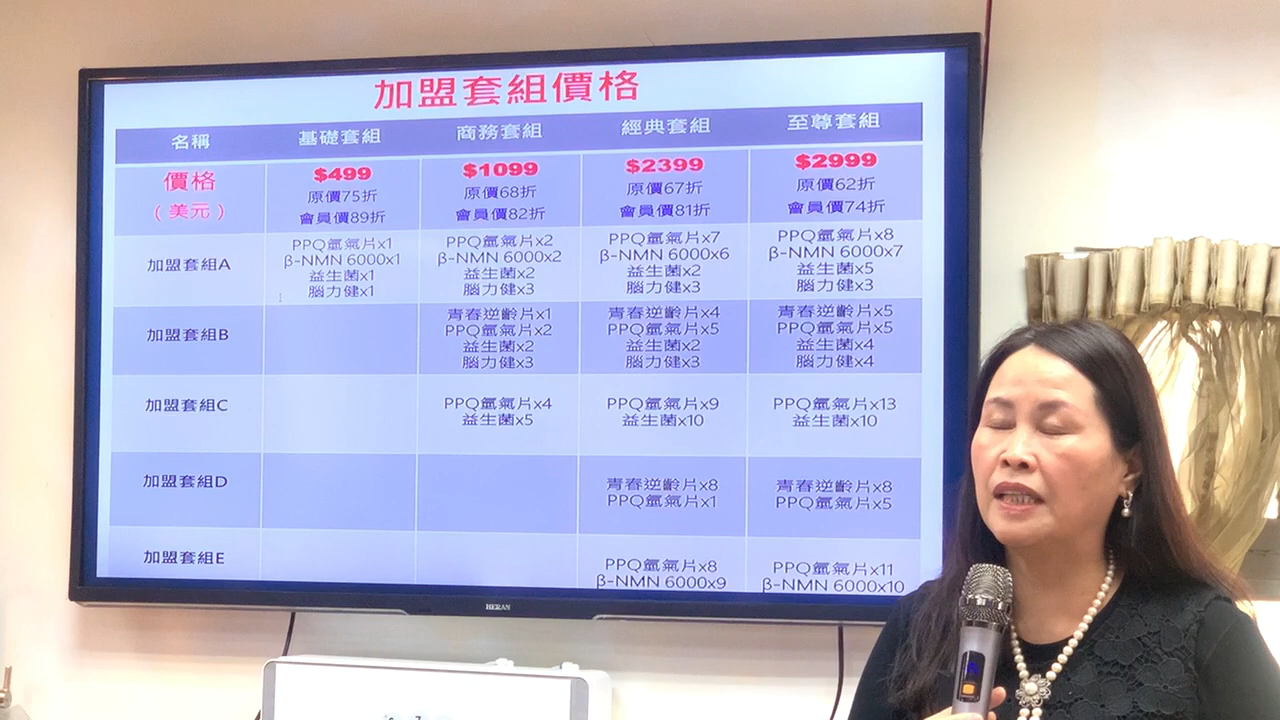 加盟套組價格
名稱 基礎套組 商務套組 經典套組 至尊套組
價格 $499 $1099 $2399 $2999
（美元） 原價75折 原價68折 原價67折 原價62折
會員價89折 會員價82折 會員價81折 會員價74折
加盟套組A
PPQ氫氣片x1 PPQ氫氣片x2 PPQ氫氣片x7 PPQ氫氣片x8
β-NMN 6000x1 β-NMN 6000x2 β-NMN 6000x6 β-NMN 6000x7
益生菌x1 益生菌x2 益生菌x2 益生菌x5
腦力健x1 腦力健x3 腦力健x3 腦力健x3
加盟套組B
青春逆齡片x1 青春逆齡片x4 青春逆齡片x5
PPQ氫氣片x2 PPQ氫氣片x5 PPQ氫氣片x5
益生菌x2 益生菌x2 益生菌x4
腦力健x3 腦力健x3 腦力健x4
加盟套組C
PPQ氫氣片x4 PPQ氫氣片x9 PPQ氫氣片x13
益生菌x5 益生菌x10 益生菌x10
加盟套組D
青春逆齡片x8 青春逆齡片x8
PPQ氫氣片x1 PPQ氫氣片x5
加盟套組E
PPQ氫氣片x8 PPQ氫氣片x11
β-NMN 6000x9 β-NMN 6000x10
HERAN